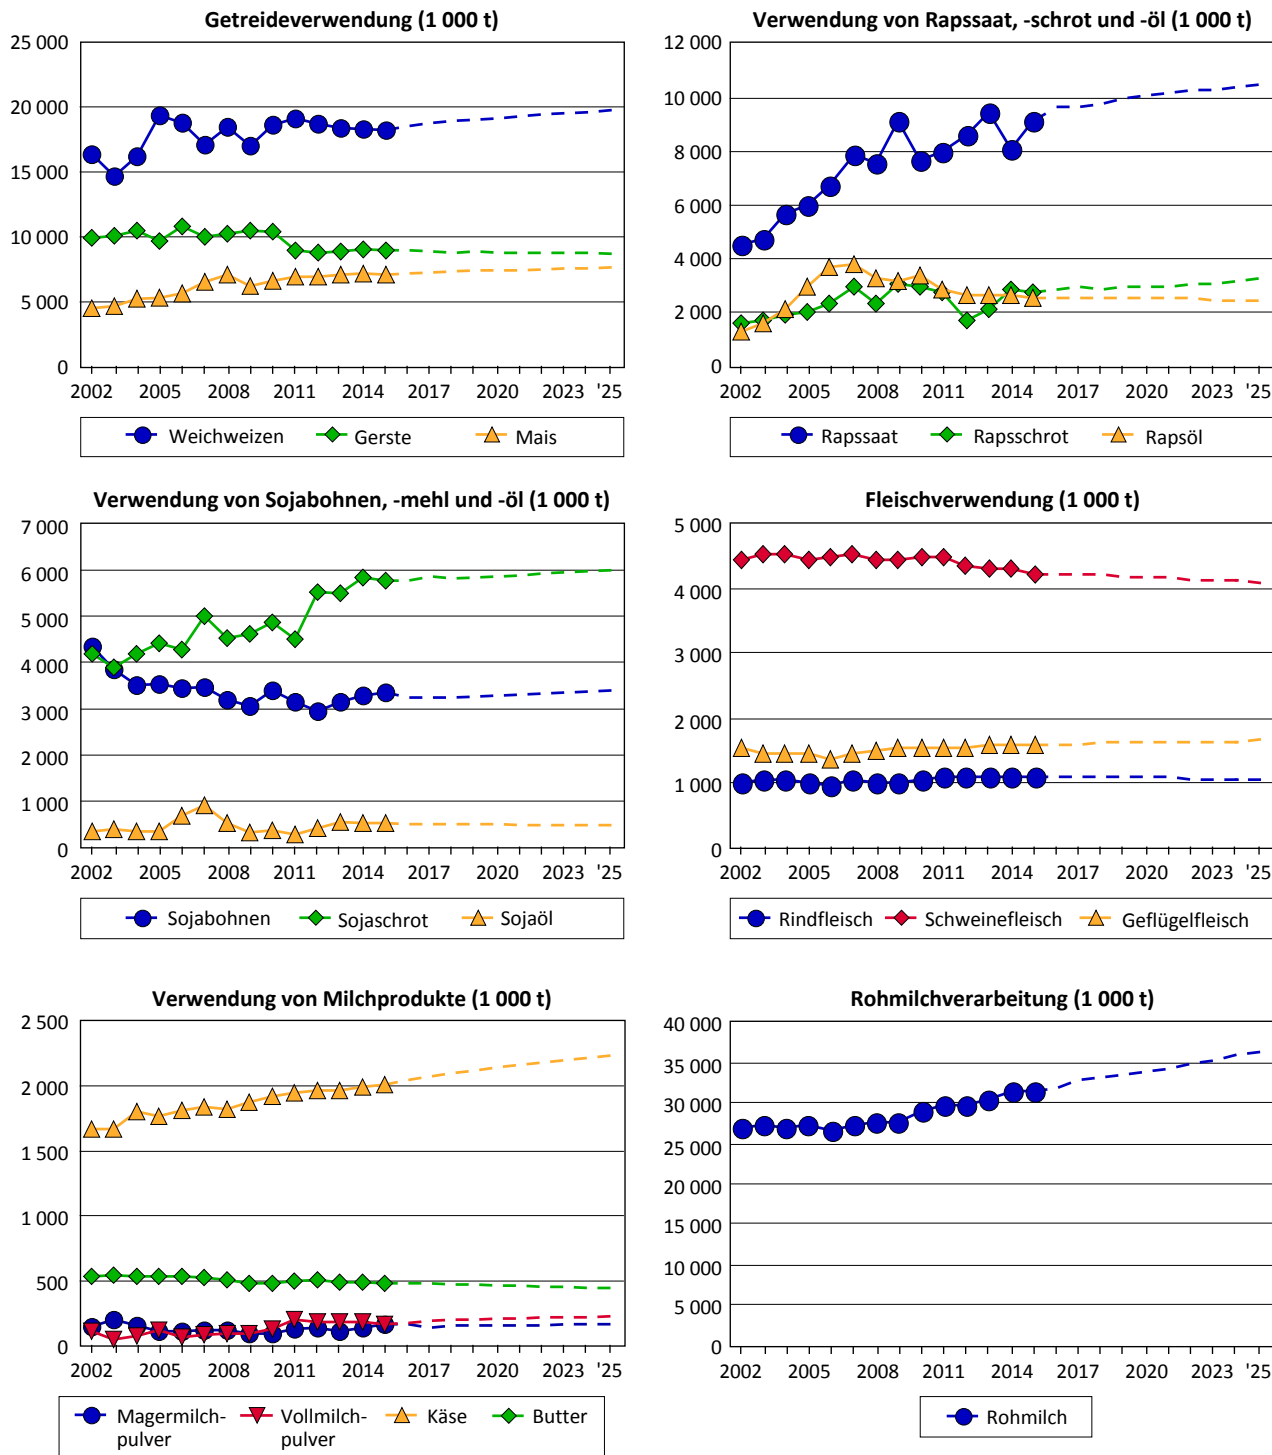 Getreideverwendung (1 000 t)
25 000
20 000
15 000
10 000
5 000
0
2002 2005 2008 2011 2014 2017 2020 2023 '25
Weichweizen Gerste Mais
Verwendung von Rapssaat, -schrot und -öl (1 000 t)
12 000
10 000
8 000
6 000
4 000
2 000
0
2002 2005 2008 2011 2014 2017 2020 2023 '25
Rapssaat Rapsschrot Rapsöl
Verwendung von Sojabohnen, -mehl und -öl (1 000 t)
7 000
6 000
5 000
4 000
3 000
2 000
1 000
0
2002 2005 2008 2011 2014 2017 2020 2023 '25
Sojabohnen Sojaschrot Sojaöl
Fleischverwendung (1 000 t)
5 000
4 000
3 000
2 000
1 000
0
2002 2005 2008 2011 2014 2017 2020 2023 '25
Rindfleisch Schweinefleisch Geflügelfleisch
Verwendung von Milchprodukte (1 000 t)
2 500
2 000
1 500
1 000
500
0
2002 2005 2008 2011 2014 2017 2020 2023 '25
Magermilch- Vollmilch- Käse Butter
pulver pulver
Rohmilchverarbeitung (1 000 t)
40 000
35 000
30 000
25 000
20 000
15 000
10 000
5 000
0
2002 2005 2008 2011 2014 2017 2020 2023 '25
Rohmilch